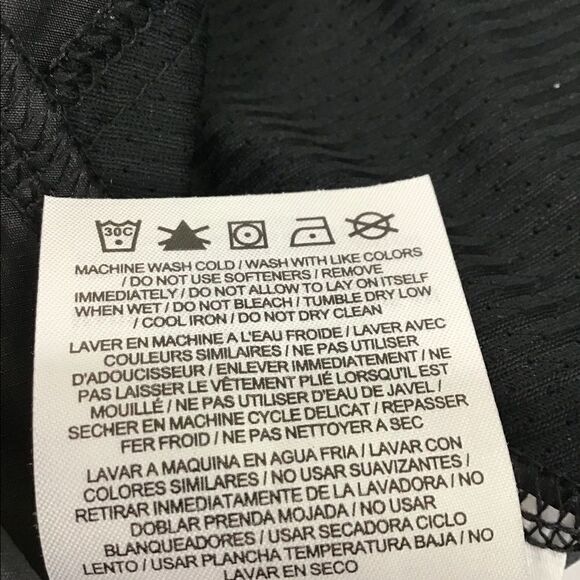 30C
MACHINE WASH COLD / WASH WITH LIKE COLORS
/ DO NOT USE SOFTENERS / REMOVE
IMMEDIATELY / DO NOT ALLOW TO LAY ON ITSELF
WHEN WET / DO NOT BLEACH / TUMBLE DRY LOW
/ COOL IRON / DO NOT DRY CLEAN
LAVER EN MACHINE A L'EAU FROIDE / LAVER AVEC
COULEURS SIMILAIRES / NE PAS UTILISER
D'ADOUCISSEUR / ENLEVER IMMEDIATEMENT / NE
PAS LAISSER LE VÊTEMENT PLIÉ LORSQU'IL EST
MOUILLÉ / NE PAS UTILISER D'EAU DE JAVEL /
SECHER EN MACHINE CYCLE DELICAT / REPASSER
FER FROID / NE PAS NETTOYER A SEC
LAVAR A MAQUINA EN AGUA FRIA / LAVAR CON
COLORES SIMILARES / NO USAR SUAVIZANTES /
RETIRAR INMEDIATAMENTE DE LA LAVADORA / NO
DOBLAR PRENDA MOJADA / NO USAR
BLANQUEADORES / USAR SECADORA CICLO
LENTO / USAR PLANCHA TEMPERATURA BAJA / NO
LAVAR EN SECO